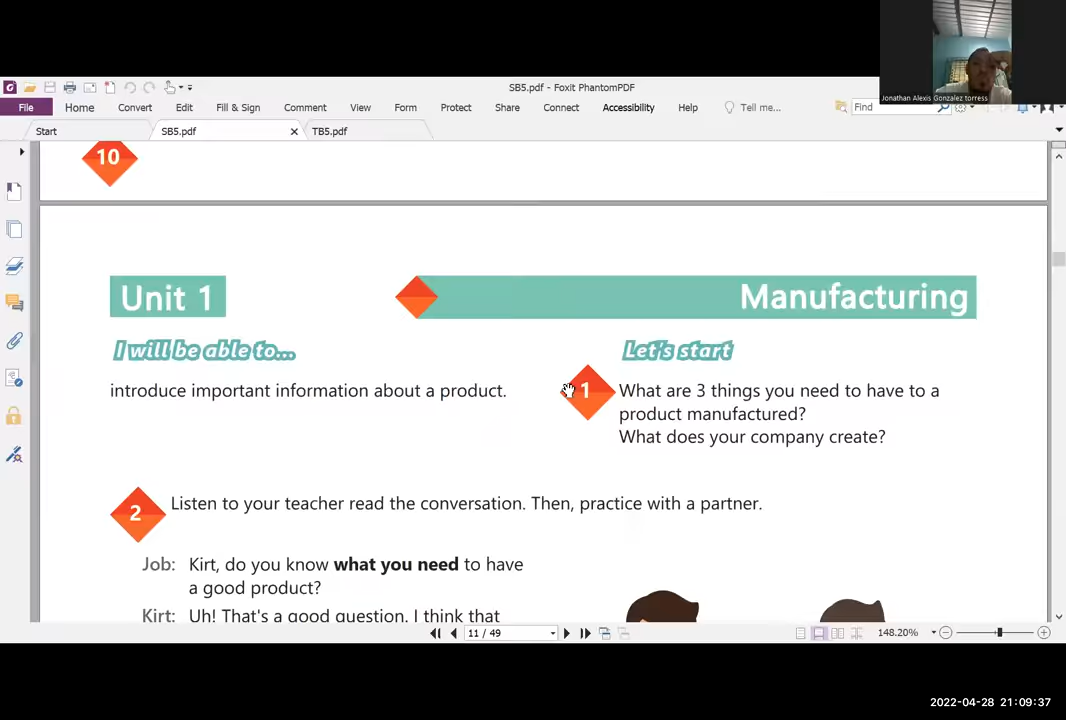 SB5.pdf - Foxit PhantomPDF
Jonathan Alexis Gonzalez torress
File Home Convert Edit Fill & Sign Comment View Form Protect Share Connect Accessibility Help Tell me... Find
Start SB5.pdf TB5.pdf
10
Unit 1 Manufacturing
I will be able to...
introduce important information about a product.
Let's start
1 What are 3 things you need to have to a
product manufactured?
What does your company create?
2 Listen to your teacher read the conversation. Then, practice with a partner.
Job: Kirt, do you know what you need to have
a good product?
Kirt: Uh! That's a good question. I think that
11 / 49
148.20%
2022-04-28 21:09:37